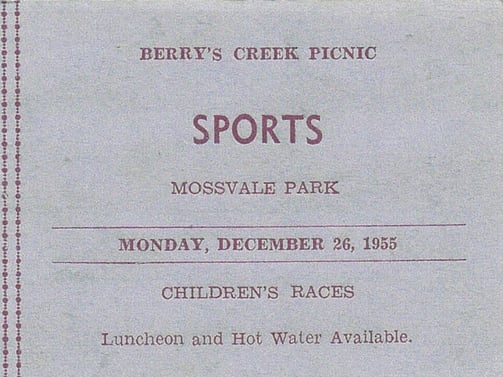 BERRY'S CREEK PICNIC
SPORTS
MOSSVALE PARK
MONDAY, DECEMBER 26, 1955
CHILDREN'S RACES
Luncheon and Hot Water Available.